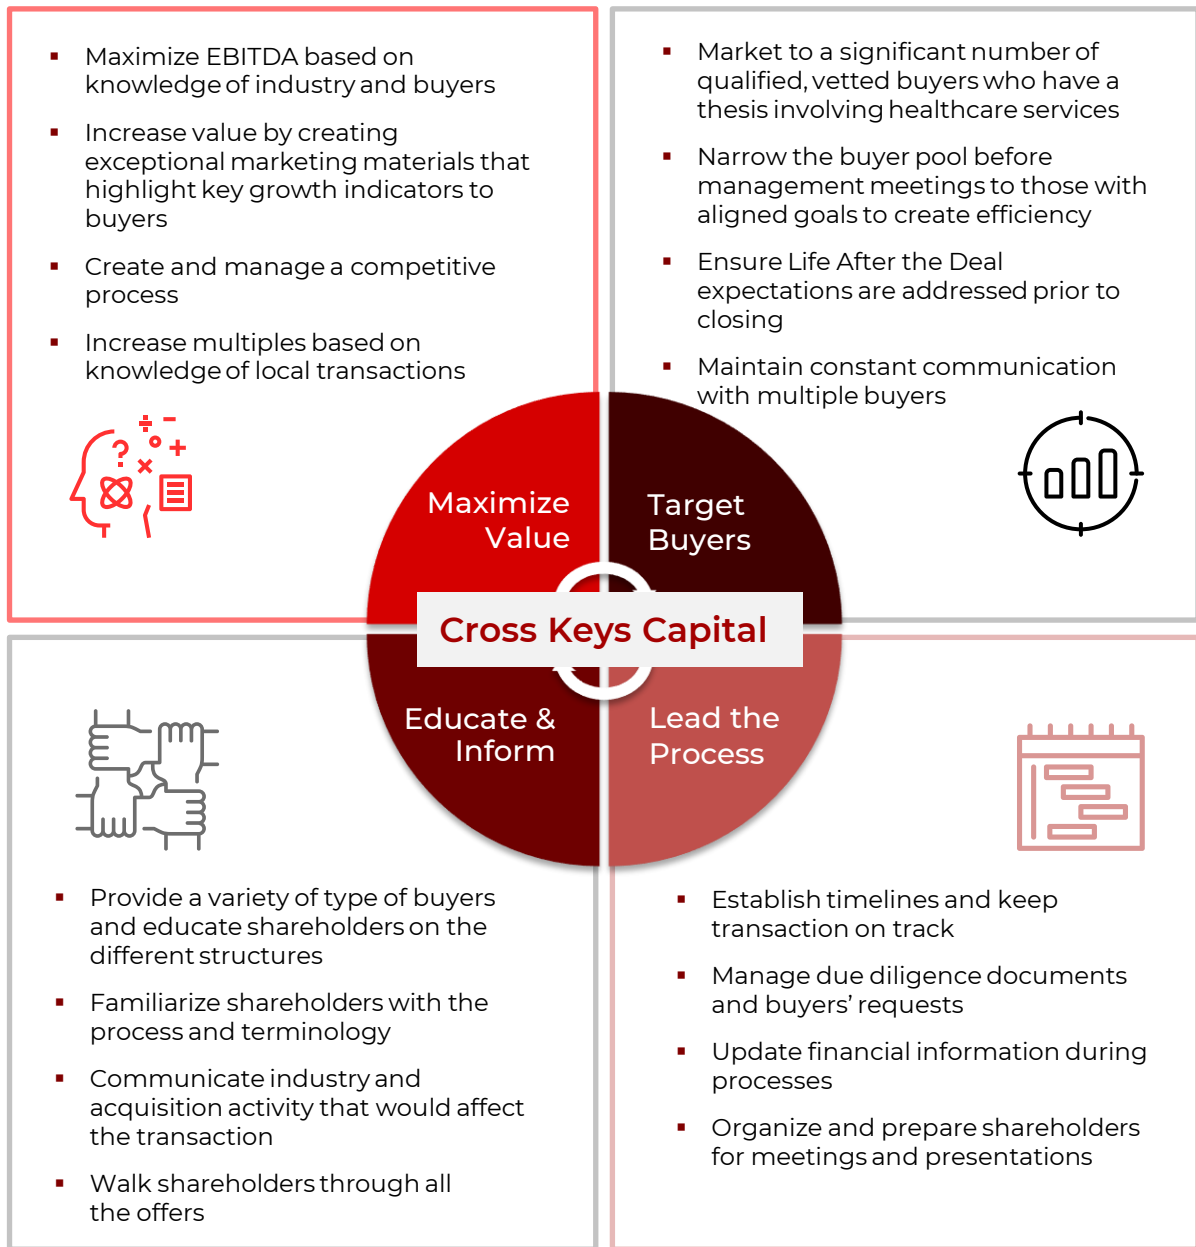 ▪ Maximize EBITDA based on
knowledge of industry and buyers
▪ Increase value by creating
exceptional marketing materials that
highlight key growth indicators to
buyers
▪ Create and manage a competitive
process
▪ Increase multiples based on
knowledge of local transactions
▪ Market to a significant number of
qualified, vetted buyers who have a
thesis involving healthcare services
▪ Narrow the buyer pool before
management meetings to those with
aligned goals to create efficiency
▪ Ensure Life After the Deal
expectations are addressed prior to
closing
▪ Maintain constant communication
with multiple buyers
Maximize
Value
Target
Buyers
Cross Keys Capital
Educate &
Inform
Lead the
Process
▪ Provide a variety of type of buyers
and educate shareholders on the
different structures
▪ Familiarize shareholders with the
process and terminology
▪ Communicate industry and
acquisition activity that would affect
the transaction
▪ Walk shareholders through all
the offers
▪ Establish timelines and keep
transaction on track
▪ Manage due diligence documents
and buyers’ requests
▪ Update financial information during
processes
▪ Organize and prepare shareholders
for meetings and presentations